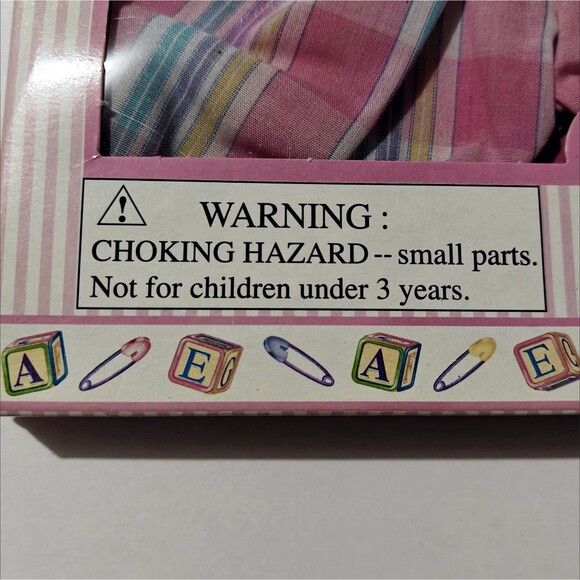 WARNING :
CHOKING HAZARD -- small parts.
Not for children under 3 years.
A E A E